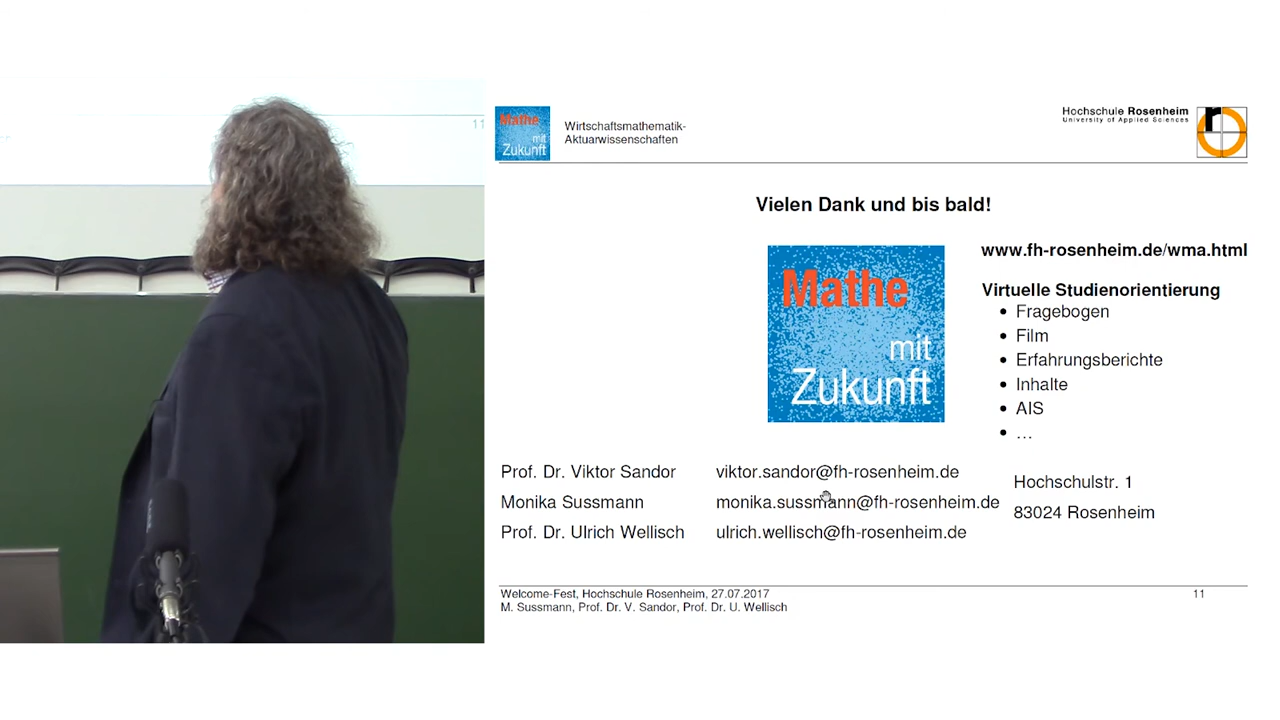 11
Mathe
mit
Zukunft
Wirtschaftsmathematik-
Aktuarwissenschaften
Hochschule Rosenheim
University of Applied Sciences
r
Vielen Dank und bis bald!
Mathe
mit
Zukunft
www.fh-rosenheim.de/wma.html
Virtuelle Studienorientierung
• Fragebogen
• Film
• Erfahrungsberichte
• Inhalte
• AIS
• …
Prof. Dr. Viktor Sandor viktor.sandor@fh-rosenheim.de
Monika Sussmann monika.sussmann@fh-rosenheim.de
Prof. Dr. Ulrich Wellisch ulrich.wellisch@fh-rosenheim.de
Hochschulstr. 1
83024 Rosenheim
Welcome-Fest, Hochschule Rosenheim, 27.07.2017 11
M. Sussmann, Prof. Dr. V. Sandor, Prof. Dr. U. Wellisch